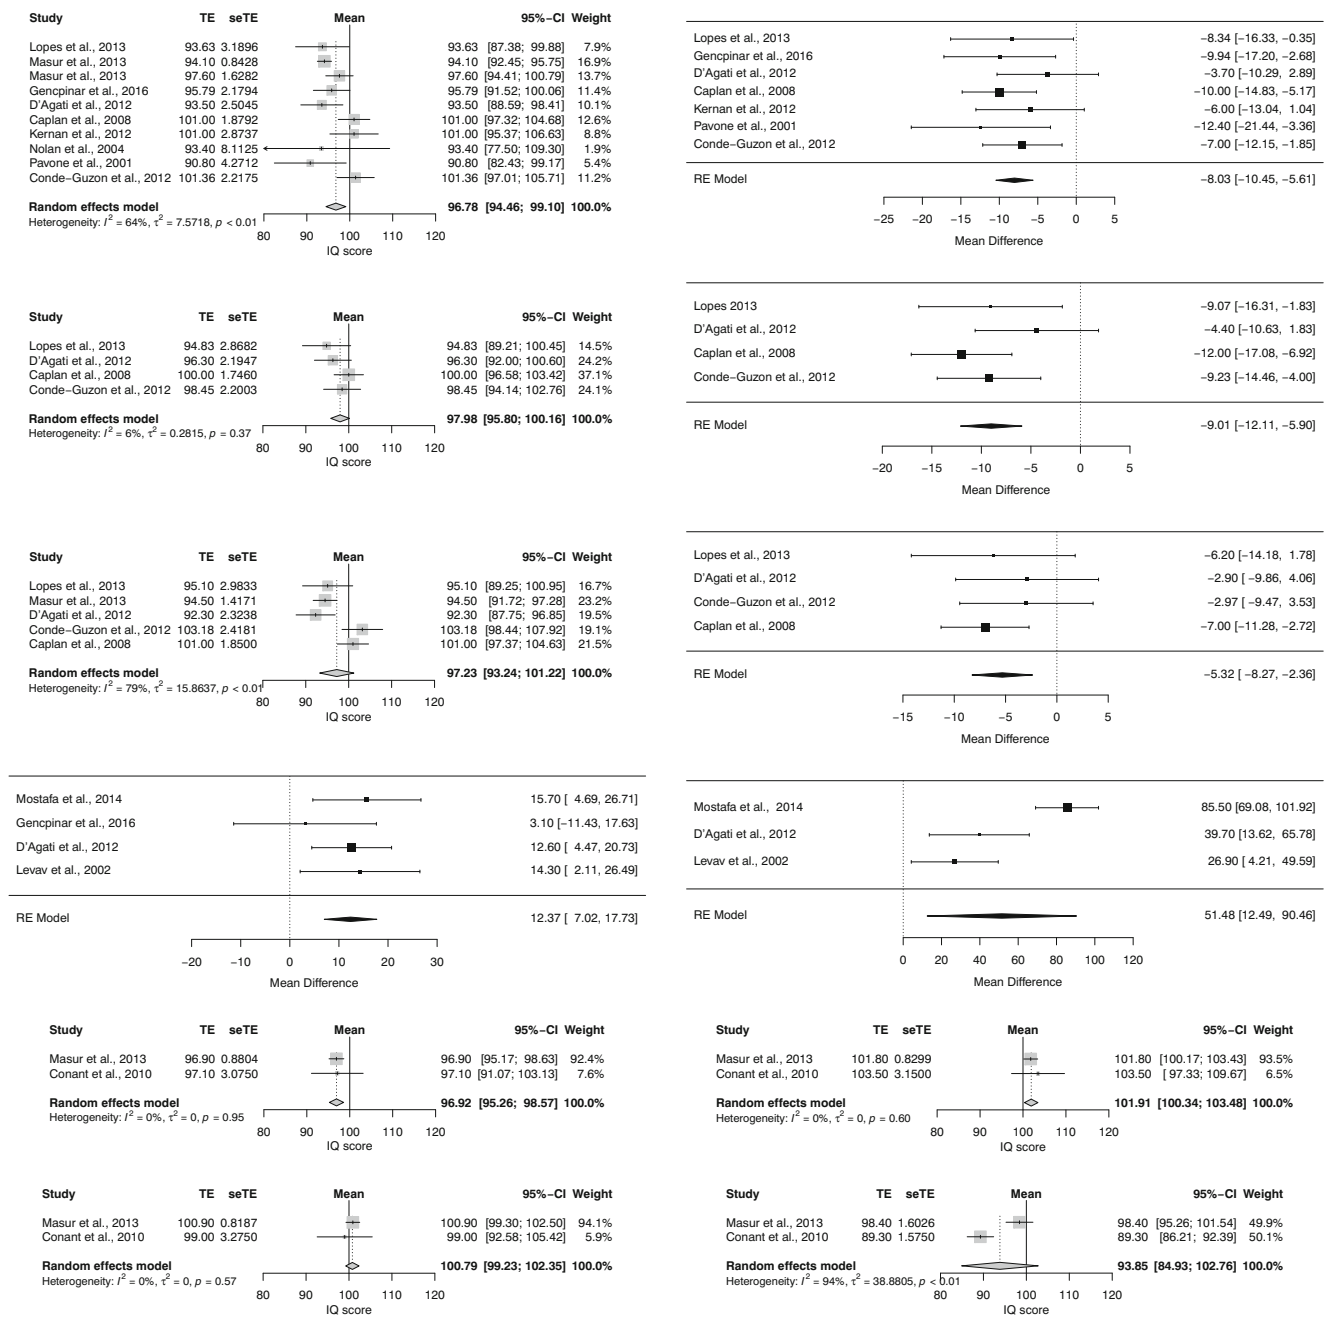 Study TE seTE Mean 95%−CI Weight
Lopes et al., 2013 93.63 3.1896 93.63 [87.38; 99.88] 7.9%
Masur et al., 2013 94.10 0.8428 94.10 [92.45; 95.75] 16.9%
Masur et al., 2013 97.60 1.6282 97.60 [94.41; 100.79] 13.7%
Gencpinar et al., 2016 95.79 2.1794 95.79 [91.52; 100.06] 11.4%
D'Agati et al., 2012 93.50 2.5045 93.50 [88.59; 98.41] 10.1%
Caplan et al., 2008 101.00 1.8792 101.00 [97.32; 104.68] 12.6%
Kernan et al., 2012 101.00 2.8737 101.00 [95.37; 106.63] 8.8%
Nolan et al., 2004 93.40 8.1125 93.40 [77.50; 109.30] 1.9%
Pavone et al., 2001 90.80 4.2712 90.80 [82.43; 99.17] 5.4%
Conde−Guzon et al., 2012 101.36 2.2175 101.36 [97.01; 105.71] 11.2%
Random effects model 96.78 [94.46; 99.10] 100.0%
Heterogeneity: I² = 64%, τ² = 7.5718, p < 0.01
80 90 100 110 120
IQ score
Lopes et al., 2013 −8.34 [−16.33, −0.35]
Gencpinar et al., 2016 −9.94 [−17.20, −2.68]
D'Agati et al., 2012 −3.70 [−10.29, 2.89]
Caplan et al., 2008 −10.00 [−14.83, −5.17]
Kernan et al., 2012 −6.00 [−13.04, 1.04]
Pavone et al., 2001 −12.40 [−21.44, −3.36]
Conde−Guzon et al., 2012 −7.00 [−12.15, −1.85]
RE Model −8.03 [−10.45, −5.61]
−25 −20 −15 −10 −5 0 5
Mean Difference
Study TE seTE Mean 95%−CI Weight
Lopes et al., 2013 94.83 2.8682 94.83 [89.21; 100.45] 14.5%
D'Agati et al., 2012 96.30 2.1947 96.30 [92.00; 100.60] 24.2%
Caplan et al., 2008 100.00 1.7460 100.00 [96.58; 103.42] 37.1%
Conde−Guzon et al., 2012 98.45 2.2003 98.45 [94.14; 102.76] 24.1%
Random effects model 97.98 [95.80; 100.16] 100.0%
Heterogeneity: I² = 6%, τ² = 0.2815, p = 0.37
80 90 100 110 120
IQ score
Lopes 2013 −9.07 [−16.31, −1.83]
D'Agati et al., 2012 −4.40 [−10.63, 1.83]
Caplan et al., 2008 −12.00 [−17.08, −6.92]
Conde−Guzon et al., 2012 −9.23 [−14.46, −4.00]
RE Model −9.01 [−12.11, −5.90]
−20 −15 −10 −5 0 5
Mean Difference
Study TE seTE Mean 95%−CI Weight
Lopes et al., 2013 95.10 2.9833 95.10 [89.25; 100.95] 16.7%
Masur et al., 2013 94.50 1.4171 94.50 [91.72; 97.28] 23.2%
D'Agati et al., 2012 92.30 2.3238 92.30 [87.75; 96.85] 19.5%
Conde−Guzon et al., 2012 103.18 2.4181 103.18 [98.44; 107.92] 19.1%
Caplan et al., 2008 101.00 1.8500 101.00 [97.37; 104.63] 21.5%
Random effects model 97.23 [93.24; 101.22] 100.0%
Heterogeneity: I² = 79%, τ² = 15.8637, p < 0.01
80 90 100 110 120
IQ score
Lopes et al., 2013 −6.20 [−14.18, 1.78]
D'Agati et al., 2012 −2.90 [ −9.86, 4.06]
Conde−Guzon et al., 2012 −2.97 [ −9.47, 3.53]
Caplan et al., 2008 −7.00 [−11.28, −2.72]
RE Model −5.32 [ −8.27, −2.36]
−15 −10 −5 0 5
Mean Difference
Mostafa et al., 2014 15.70 [ 4.69, 26.71]
Gencpinar et al., 2016 3.10 [−11.43, 17.63]
D'Agati et al., 2012 12.60 [ 4.47, 20.73]
Levav et al., 2002 14.30 [ 2.11, 26.49]
RE Model 12.37 [ 7.02, 17.73]
−20 −10 0 10 20 30
Mean Difference
Mostafa et al., 2014 85.50 [69.08, 101.92]
D'Agati et al., 2012 39.70 [13.62, 65.78]
Levav et al., 2002 26.90 [ 4.21, 49.59]
RE Model 51.48 [12.49, 90.46]
0 20 40 60 80 100 120
Mean Difference
Study TE seTE Mean 95%−CI Weight
Masur et al., 2013 96.90 0.8804 96.90 [95.17; 98.63] 92.4%
Conant et al., 2010 97.10 3.0750 97.10 [91.07; 103.13] 7.6%
Random effects model 96.92 [95.26; 98.57] 100.0%
Heterogeneity: I² = 0%, τ² = 0, p = 0.95
80 90 100 110 120
IQ score
Study TE seTE Mean 95%−CI Weight
Masur et al., 2013 101.80 0.8299 101.80 [100.17; 103.43] 93.5%
Conant et al., 2010 103.50 3.1500 103.50 [ 97.33; 109.67] 6.5%
Random effects model 101.91 [100.34; 103.48] 100.0%
Heterogeneity: I² = 0%, τ² = 0, p = 0.60
80 90 100 110 120
IQ score
Study TE seTE Mean 95%−CI Weight
Masur et al., 2013 100.90 0.8187 100.90 [99.30; 102.50] 94.1%
Conant et al., 2010 99.00 3.2750 99.00 [92.58; 105.42] 5.9%
Random effects model 100.79 [99.23; 102.35] 100.0%
Heterogeneity: I² = 0%, τ² = 0, p = 0.57
80 90 100 110 120
IQ score
Study TE seTE Mean 95%−CI Weight
Masur et al., 2013 98.40 1.6026 98.40 [95.26; 101.54] 49.9%
Conant et al., 2010 89.30 1.5750 89.30 [86.21; 92.39] 50.1%
Random effects model 93.85 [84.93; 102.76] 100.0%
Heterogeneity: I² = 94%, τ² = 38.8805, p < 0.01
80 90 100 110 120
IQ score